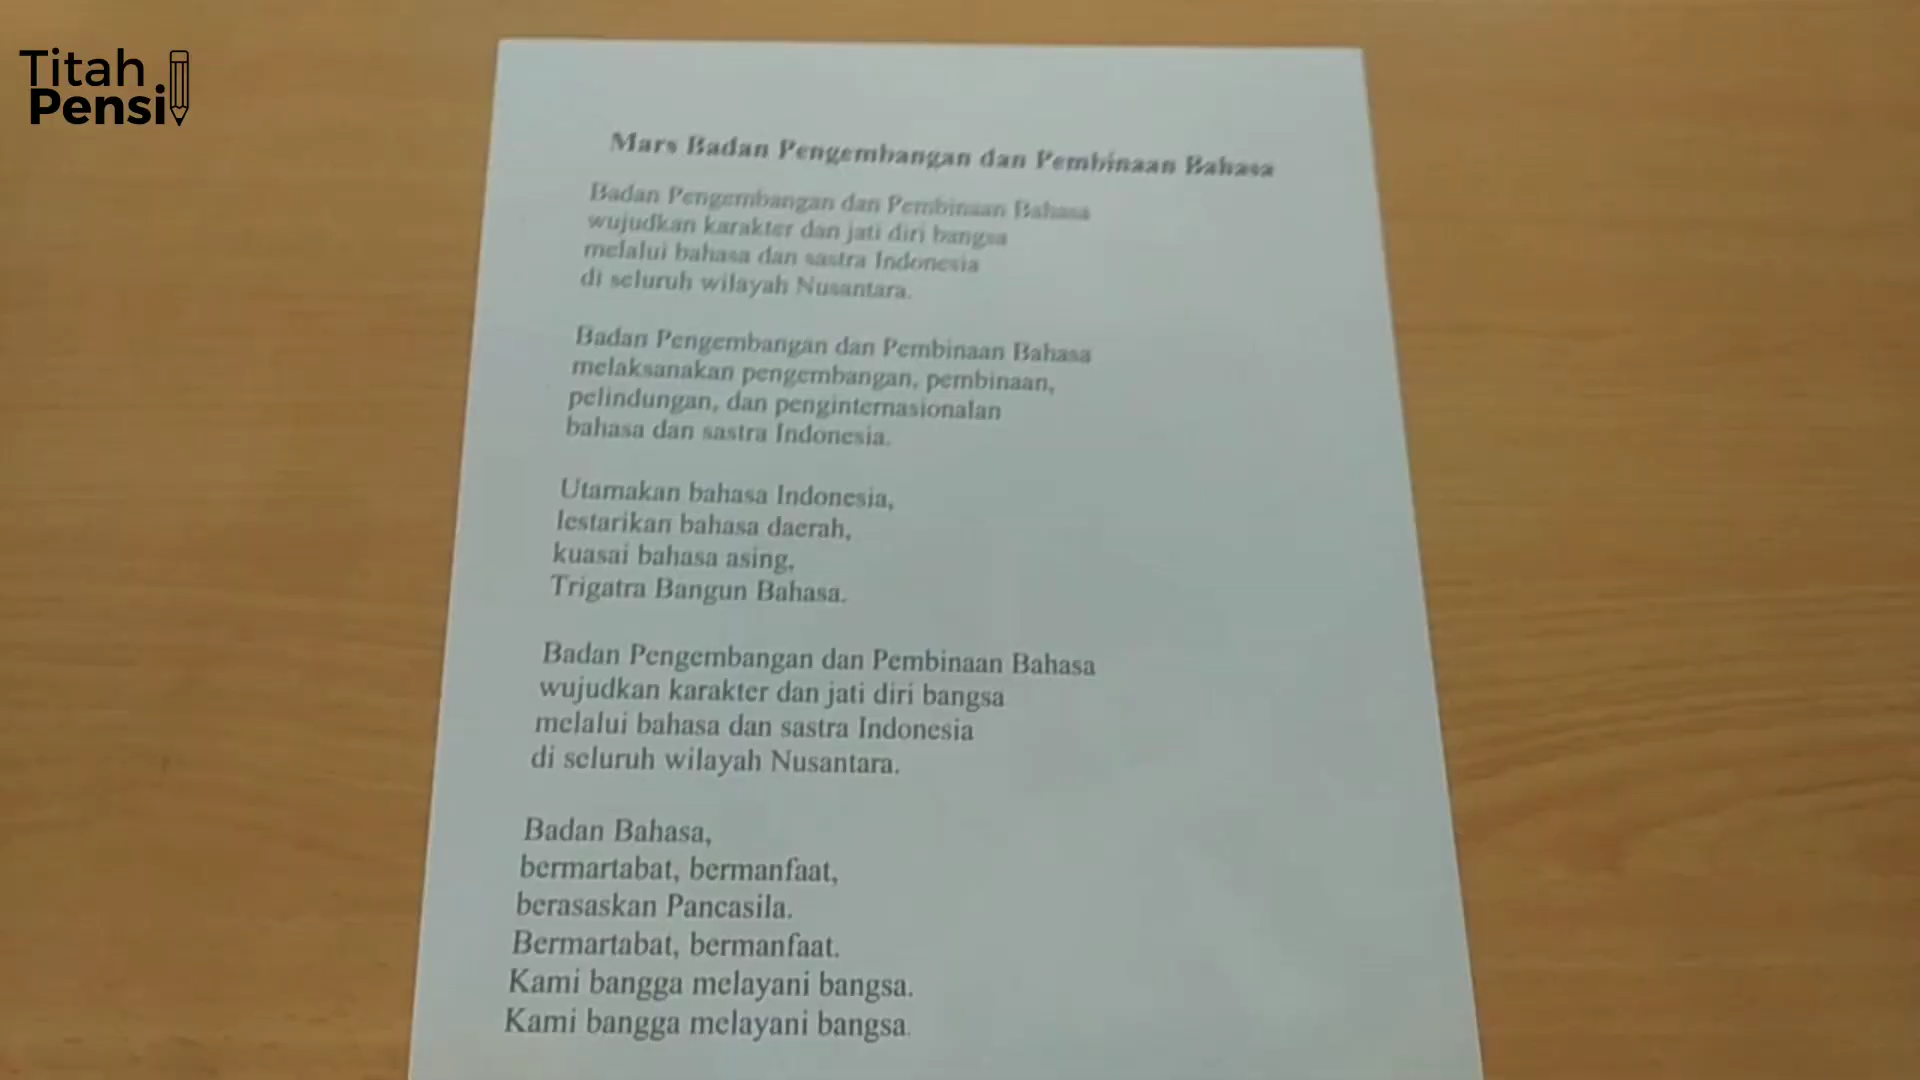 Titah
Pensil
Mars Badan Pengembangan dan Pembinaan Bahasa
Badan Pengembangan dan Pembinaan Bahasa
wujudkan karakter dan jati diri bangsa
melalui bahasa dan sastra Indonesia
di seluruh wilayah Nusantara.
Badan Pengembangan dan Pembinaan Bahasa
melaksanakan pengembangan, pembinaan,
pelindungan, dan penginternasionalan
bahasa dan sastra Indonesia.
Utamakan bahasa Indonesia,
lestarikan bahasa daerah,
kuasai bahasa asing,
Trigatra Bangun Bahasa.
Badan Pengembangan dan Pembinaan Bahasa
wujudkan karakter dan jati diri bangsa
melalui bahasa dan sastra Indonesia
di seluruh wilayah Nusantara.
Badan Bahasa,
bermartabat, bermanfaat,
berasaskan Pancasila.
Bermartabat, bermanfaat.
Kami bangga melayani bangsa.
Kami bangga melayani bangsa.